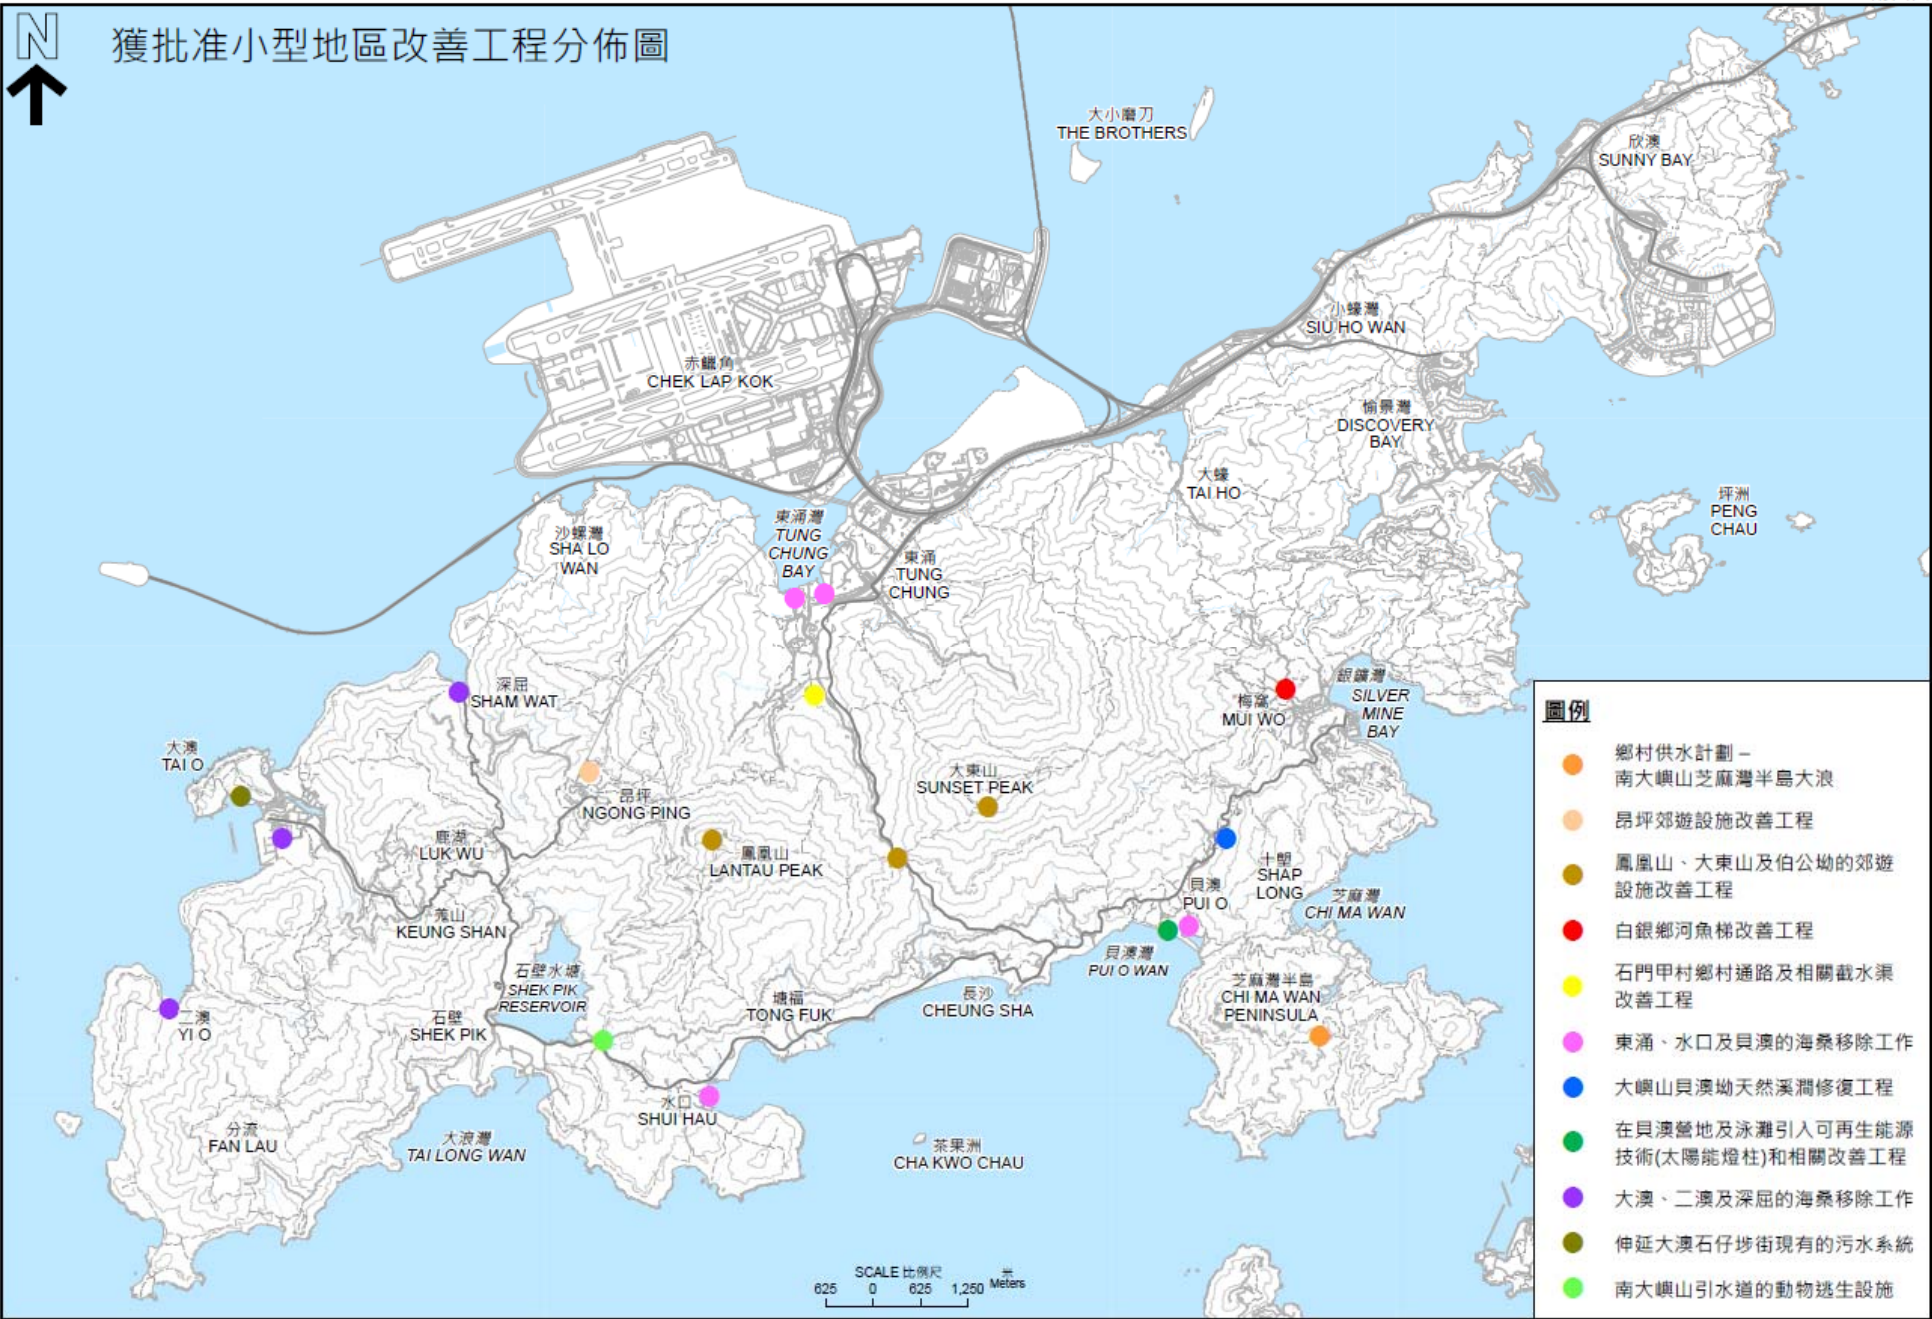 N
獲批准小型地區改善工程分佈圖
大小磨刀
THE BROTHERS
欣澳
SUNNY BAY
小蠔灣
SIU HO WAN
赤鱲角
CHEK LAP KOK
愉景灣
DISCOVERY
BAY
大蠔
TAI HO
坪洲
PENG
CHAU
沙螺灣
SHA LO
WAN
東涌灣
TUNG
CHUNG
BAY
東涌
TUNG
CHUNG
深屈
SHAM WAT
銀鑛灣
SILVER
MINE
BAY
梅窩
MUI WO
大澳
TAI O
昂坪
NGONG PING
大東山
SUNSET PEAK
鹿湖
LUK WU
鳳凰山
LANTAU PEAK
十塱
SHAP
LONG
貝澳
PUI O
芝麻灣
CHI MA WAN
羗山
KEUNG SHAN
貝澳灣
PUI O WAN
石壁水塘
SHEK PIK
RESERVOIR
芝麻灣半島
CHI MA WAN
PENINSULA
塘福
TONG FUK
長沙
CHEUNG SHA
二澳
YI O
石壁
SHEK PIK
水口
SHUI HAU
分流
FAN LAU
大浪灣
TAI LONG WAN
茶果洲
CHA KWO CHAU
SCALE 比例尺
625 0 625 1,250 米
Meters
圖例
鄉村供水計劃 –
南大嶼山芝麻灣半島大浪
昂坪郊遊設施改善工程
鳳凰山、大東山及伯公坳的郊遊
設施改善工程
白銀鄉河魚梯改善工程
石門甲村鄉村通路及相關截水渠
改善工程
東涌、水口及貝澳的海桑移除工作
大嶼山貝澳坳天然溪澗修復工程
在貝澳營地及泳灘引入可再生能源
技術(太陽能燈柱)和相關改善工程
大澳、二澳及深屈的海桑移除工作
伸延大澳石仔埗街現有的污水系統
南大嶼山引水道的動物逃生設施